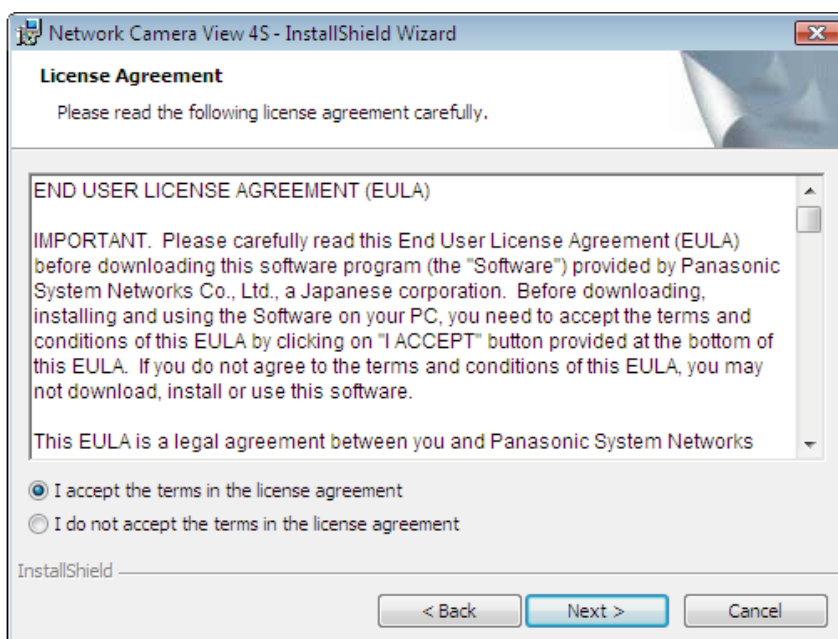 Network Camera View 4S - InstallShield Wizard
License Agreement
Please read the following license agreement carefully.
END USER LICENSE AGREEMENT (EULA)
IMPORTANT.  Please carefully read this End User License Agreement (EULA)
before downloading this software program (the "Software") provided by Panasonic
System Networks Co., Ltd., a Japanese corporation.  Before downloading,
installing and using the Software on your PC, you need to accept the terms and
conditions of this EULA by clicking on "I ACCEPT" button provided at the bottom of
this EULA.  If you do not agree to the terms and conditions of this EULA, you may
not download, install or use this software.
This EULA is a legal agreement between you and Panasonic System Networks
I accept the terms in the license agreement
I do not accept the terms in the license agreement
InstallShield
< Back Next > Cancel